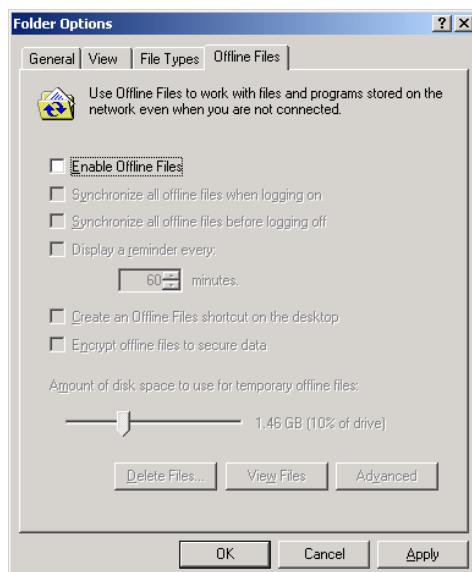 Folder Options
General View File Types Offline Files
Use Offline Files to work with files and programs stored on the
network even when you are not connected.
Enable Offline Files
Synchronize all offline files when logging on
Synchronize all offline files before logging off
Display a reminder every:
60 minutes.
Create an Offline Files shortcut on the desktop
Encrypt offline files to secure data
Amount of disk space to use for temporary offline files:
1.46 GB (10% of drive)
Delete Files... View Files Advanced
OK Cancel Apply